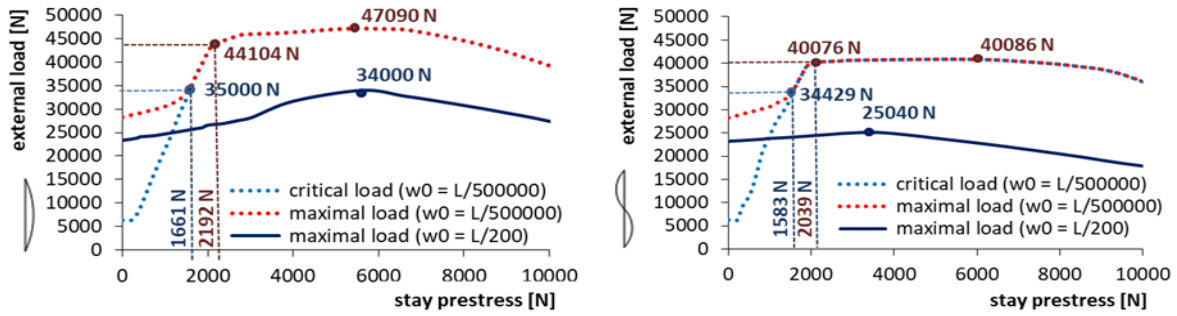 external load [N]
50000
45000
40000
35000
30000
25000
20000
15000
10000
5000
0
47090 N
44104 N
35000 N
34000 N
1661 N
2192 N
critical load (w0 = L/500000)
maximal load (w0 = L/500000)
maximal load (w0 = L/200)
0
2000
4000
6000
8000
10000
stay prestress [N]
external load [N]
50000
45000
40000
35000
30000
25000
20000
15000
10000
5000
0
40076 N
40086 N
34429 N
25040 N
1583 N
2039 N
critical load (w0 = L/500000)
maximal load (w0 = L/500000)
maximal load (w0 = L/200)
0
2000
4000
6000
8000
10000
stay prestress [N]